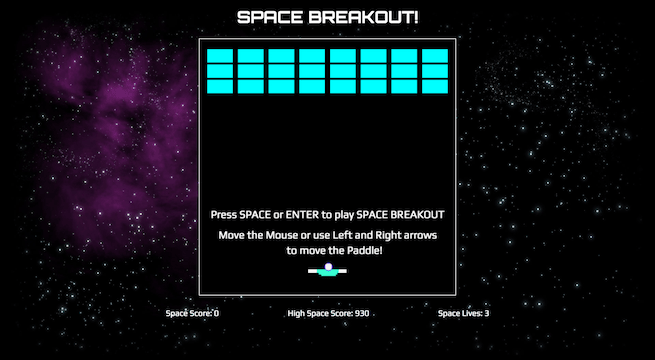 SPACE BREAKOUT!
Press SPACE or ENTER to play SPACE BREAKOUT
Move the Mouse or use Left and Right arrows
to move the Paddle!
Space Score: 0
High Space Score: 930
Space Lives: 3